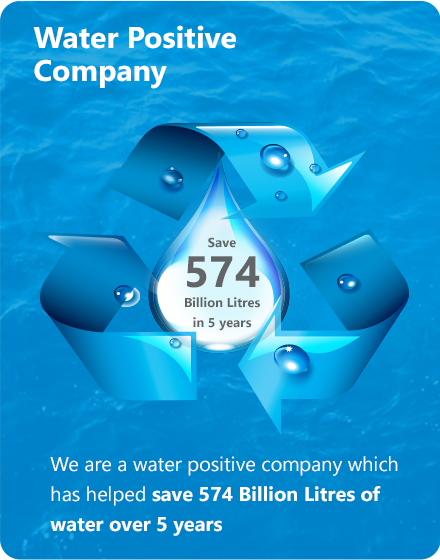 Water Positive
Company
Save
574
Billion Litres
in 5 years
We are a water positive company which
has helped save 574 Billion Litres of
water over 5 years